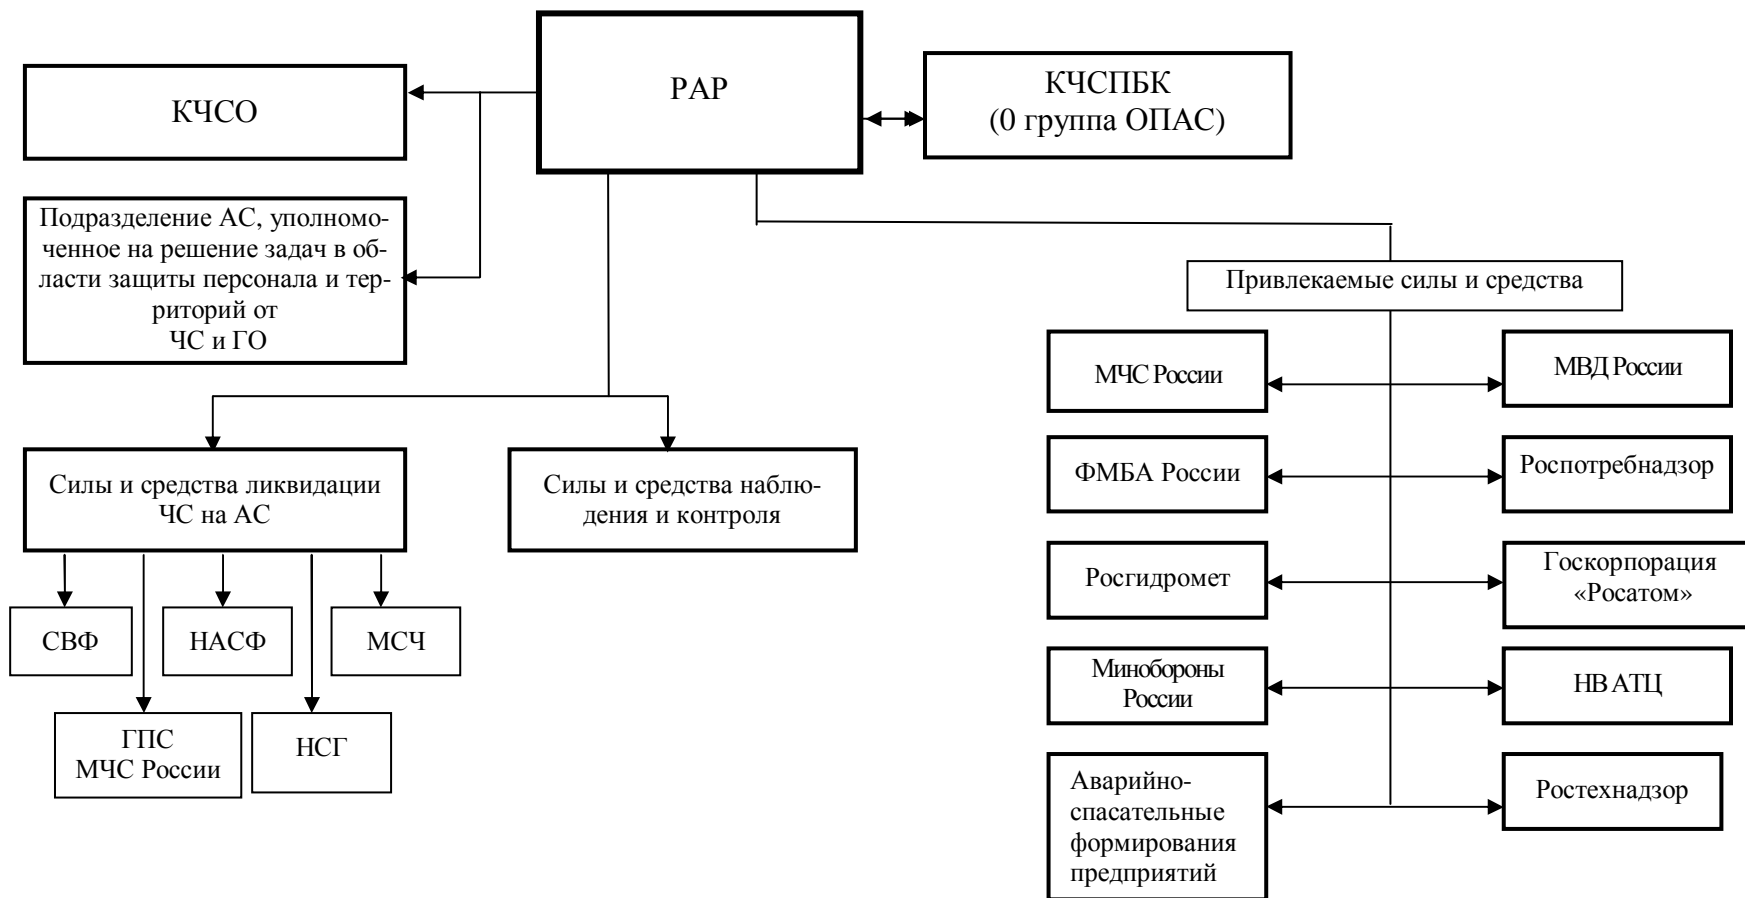 РАР
КЧСО
КЧСПБК
(0 группа ОПАС)
Подразделение АС, уполномо-
ченное на решение задач в об-
ласти защиты персонала и тер-
риторий от
ЧС и ГО
Привлекаемые силы и средства
МЧС России
МВД России
ФМБА России
Роспотребнадзор
Росгидромет
Госкорпорация
«Росатом»
Минобороны
России
НВ АТЦ
Аварийно-
спасательные
формирования
предприятий
Ростехнадзор
Силы и средства ликвидации
ЧС на АС
Силы и средства наблю-
дения и контроля
СВФ
НАСФ
МСЧ
ГПС
МЧС России
НСГ